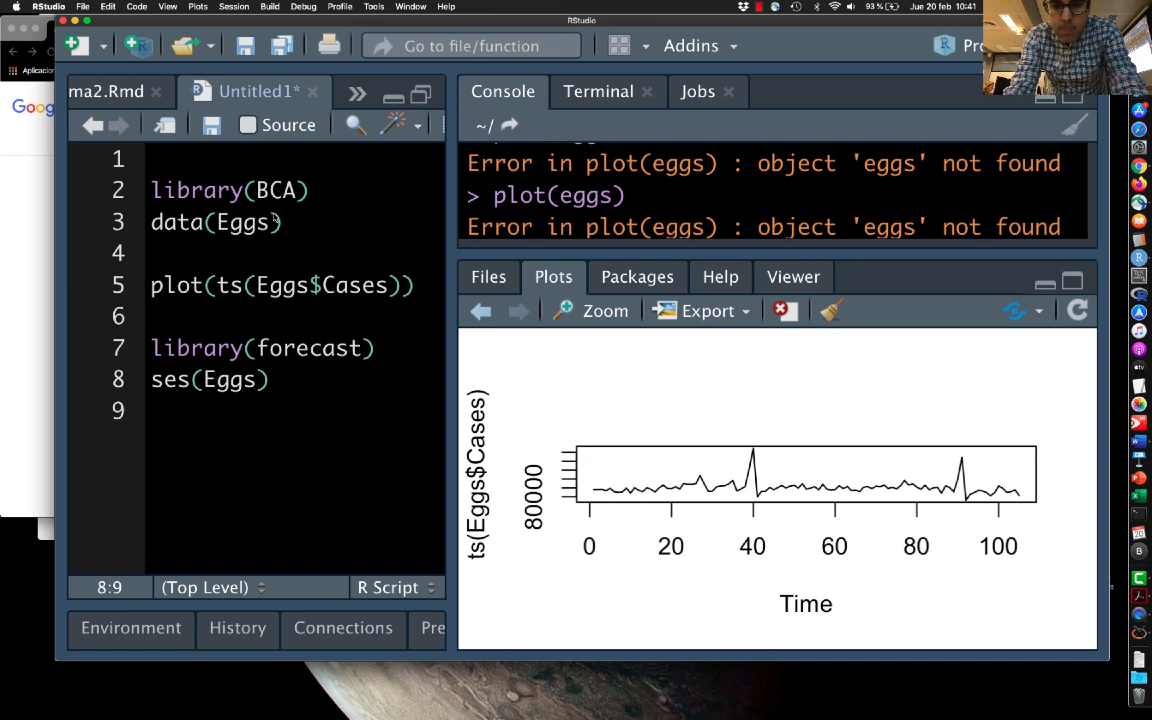 RStudio File Edit Code View Plots Session Build Debug Profile Tools Window Help
93 % Jue 20 feb 10:41
RStudio
Go to file/function
Addins
Aplicacion
Goog
ma2.Rmd
Untitled1*
Source
1
2 library(BCA)
3 data(Eggs)
4
5 plot(ts(Eggs$Cases))
6
7 library(forecast)
8 ses(Eggs)
9
8:9 (Top Level) R Script
Environment History Connections Pre
Console Terminal Jobs
~/
Error in plot(eggs) : object 'eggs' not found
> plot(eggs)
Error in plot(eggs) : object 'eggs' not found
Files Plots Packages Help Viewer
Zoom Export
ts(Eggs$Cases)
80000
0 20 40 60 80 100
Time